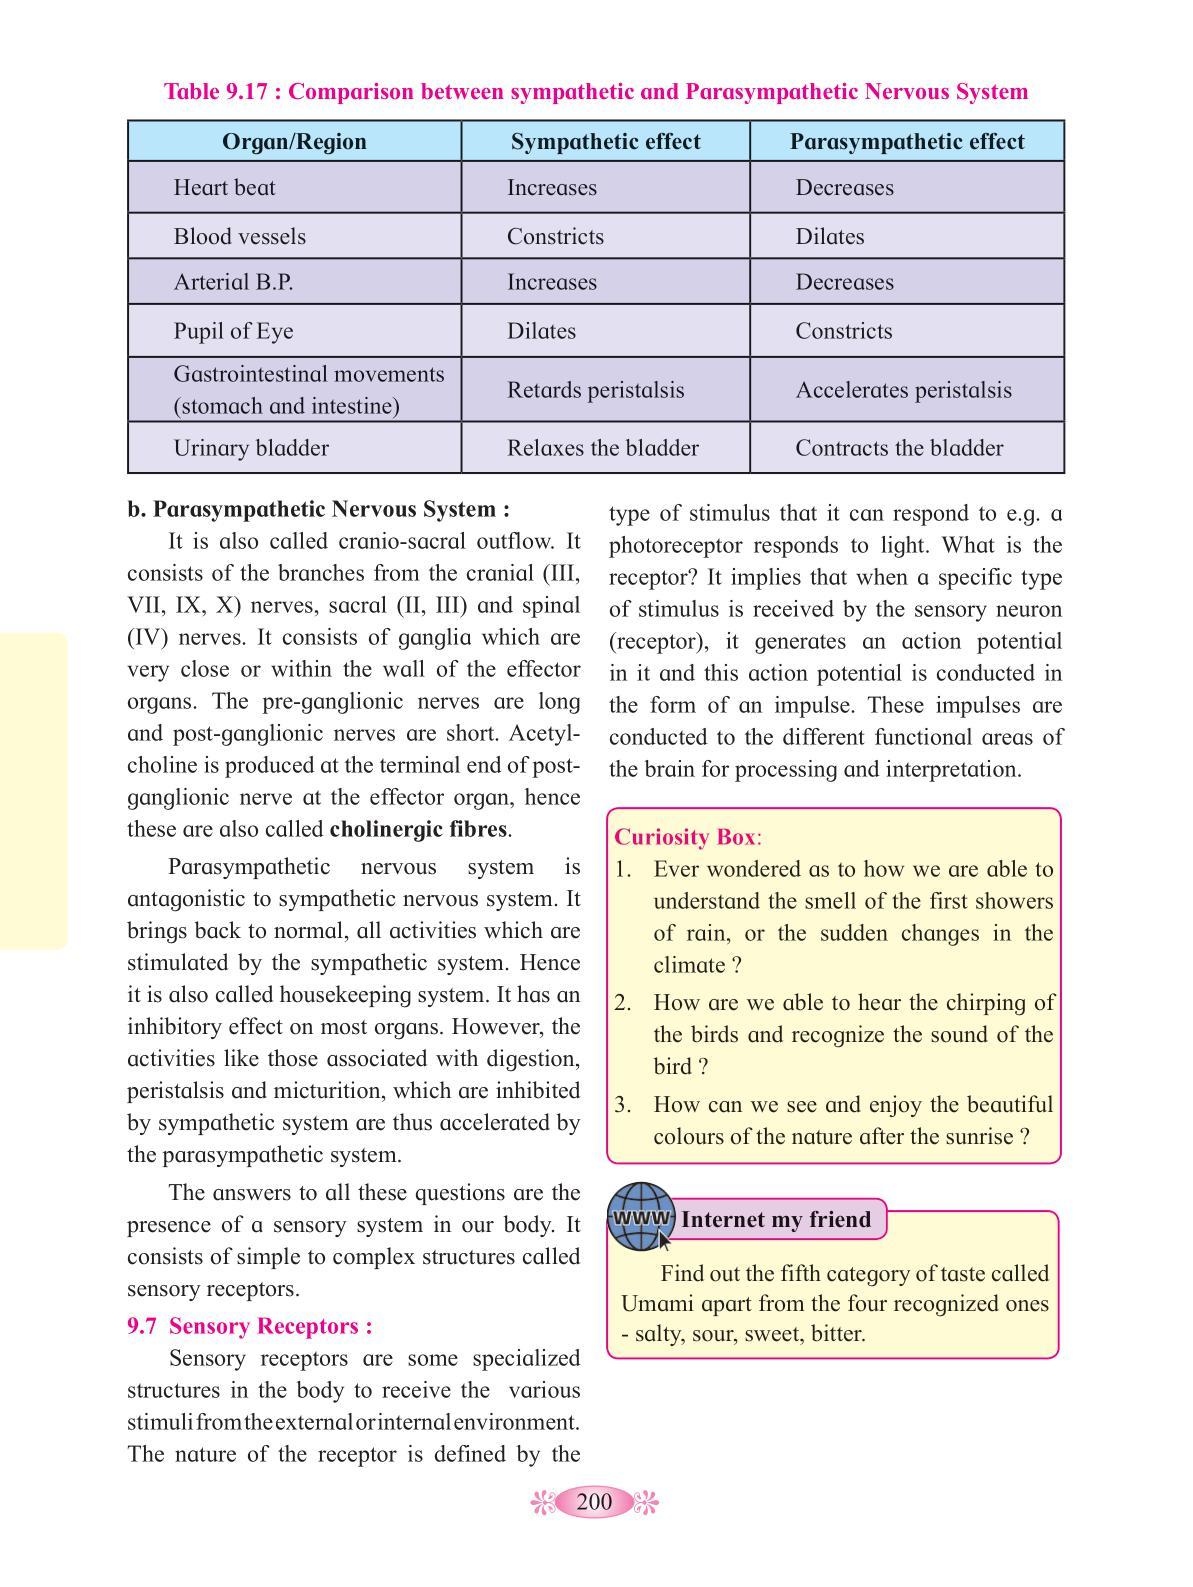 Table 9.17 : Comparison between sympathetic and Parasympathetic Nervous System
Organ/Region Sympathetic effect Parasympathetic effect
Heart beat Increases Decreases
Blood vessels Constricts Dilates
Arterial B.P. Increases Decreases
Pupil of Eye Dilates Constricts
Gastrointestinal movements
(stomach and intestine) Retards peristalsis Accelerates peristalsis
Urinary bladder Relaxes the bladder Contracts the bladder
b. Parasympathetic Nervous System :
It is also called cranio-sacral outflow. It
consists of the branches from the cranial (III,
VII, IX, X) nerves, sacral (II, III) and spinal
(IV) nerves. It consists of ganglia which are
very close or within the wall of the effector
organs. The pre-ganglionic nerves are long
and post-ganglionic nerves are short. Acetyl-
choline is produced at the terminal end of post-
ganglionic nerve at the effector organ, hence
these are also called cholinergic fibres.
Parasympathetic nervous system is
antagonistic to sympathetic nervous system. It
brings back to normal, all activities which are
stimulated by the sympathetic system. Hence
it is also called housekeeping system. It has an
inhibitory effect on most organs. However, the
activities like those associated with digestion,
peristalsis and micturition, which are inhibited
by sympathetic system are thus accelerated by
the parasympathetic system.
The answers to all these questions are the
presence of a sensory system in our body. It
consists of simple to complex structures called
sensory receptors.
9.7 Sensory Receptors :
Sensory receptors are some specialized
structures in the body to receive the various
stimuli from the external or internal environment.
The nature of the receptor is defined by the
type of stimulus that it can respond to e.g. a
photoreceptor responds to light. What is the
receptor? It implies that when a specific type
of stimulus is received by the sensory neuron
(receptor), it generates an action potential
in it and this action potential is conducted in
the form of an impulse. These impulses are
conducted to the different functional areas of
the brain for processing and interpretation.
Curiosity Box:
1. Ever wondered as to how we are able to
understand the smell of the first showers
of rain, or the sudden changes in the
climate ?
2. How are we able to hear the chirping of
the birds and recognize the sound of the
bird ?
3. How can we see and enjoy the beautiful
colours of the nature after the sunrise ?
www Internet my friend
Find out the fifth category of taste called
Umami apart from the four recognized ones
- salty, sour, sweet, bitter.
200